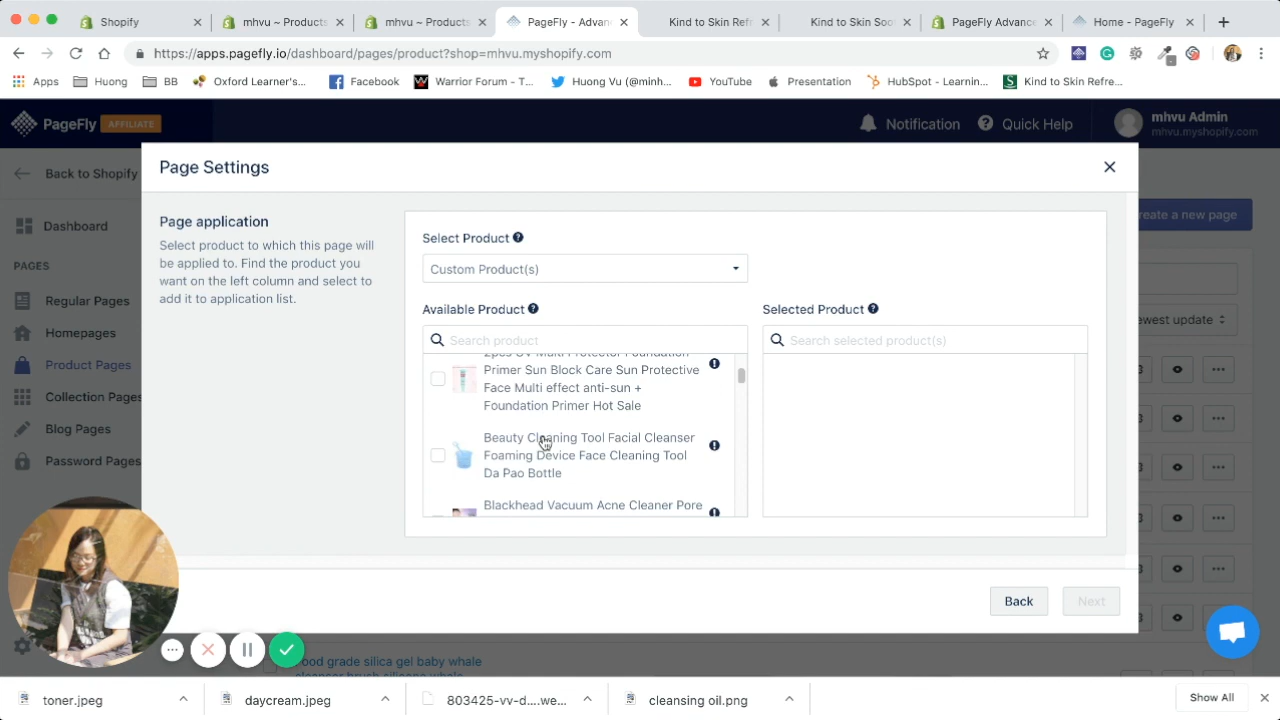 Shopify
mhvu ~ Products
mhvu ~ Products
PageFly - Advan
Kind to Skin Refr
Kind to Skin Soo
PageFly Advance
Home - PageFly
https://apps.pagefly.io/dashboard/pages/product?shop=mhvu.myshopify.com
Apps
Huong
BB
Oxford Learner's...
Facebook
Warrior Forum - T...
Huong Vu (@minh...
YouTube
Presentation
HubSpot - Learnin...
Kind to Skin Refre...
PageFly AFFILIATE
Notification
Quick Help
mhvu Admin
mhvu.myshopify.com
Back to Shopify
Dashboard
PAGES
Regular Pages
Homepages
Product Pages
Collection Pages
Blog Pages
Password Pages
Page Settings
Page application
Select product to which this page will
be applied to. Find the product you
want on the left column and select to
add it to application list.
Select Product
Custom Product(s)
Available Product
Search product
2pcs UV Multi Protector Foundation
Primer Sun Block Care Sun Protective
Face Multi effect anti-sun +
Foundation Primer Hot Sale
Beauty Cleaning Tool Facial Cleanser
Foaming Device Face Cleaning Tool
Da Pao Bottle
Blackhead Vacuum Acne Cleaner Pore
Selected Product
Search selected product(s)
Back
Next
reate a new page
ewest update
ood grade silica gel baby whale
toner.jpeg
daycream.jpeg
803425-vv-d....we...
cleansing oil.png
Show All